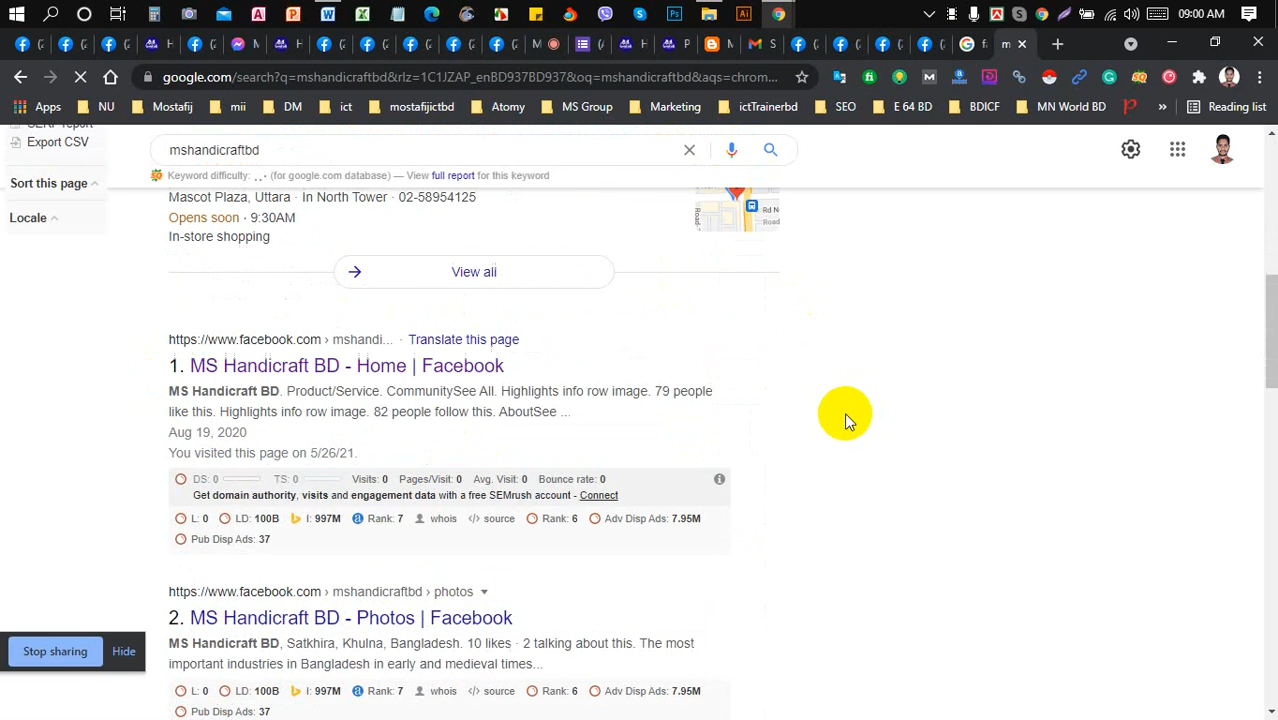 09:00 AM
google.com/search?q=mshandicraftbd&rlz=1C1JZAP_enBD937BD937&oq=mshandicraftbd&aqs=chrom...
Apps NU Mostafij mii DM ict mostafijictbd Atomy MS Group Marketing ictTrainerbd SEO E 64 BD BDICF MN World BD » Reading list
SERP report
Export CSV
mshandicraftbd
Sort this page
Keyword difficulty: (for google.com database) — View full report for this keyword
Locale
Mascot Plaza, Uttara · In North Tower · 02-58954125
Opens soon · 9:30AM
In-store shopping
Rd N
Road
View all
https://www.facebook.com › mshandi... · Translate this page
1. MS Handicraft BD - Home | Facebook
MS Handicraft BD. Product/Service. CommunitySee All. Highlights info row image. 79 people
like this. Highlights info row image. 82 people follow this. AboutSee ...
Aug 19, 2020
You visited this page on 5/26/21.
DS: 0 TS: 0 Visits: 0 Pages/Visit: 0 Avg. Visit: 0 Bounce rate: 0
Get domain authority, visits and engagement data with a free SEMrush account - Connect
L: 0 LD: 100B I: 997M Rank: 7 whois source Rank: 6 Adv Disp Ads: 7.95M
Pub Disp Ads: 37
https://www.facebook.com › mshandicraftbd › photos
2. MS Handicraft BD - Photos | Facebook
MS Handicraft BD, Satkhira, Khulna, Bangladesh. 10 likes · 2 talking about this. The most
important industries in Bangladesh in early and medieval times...
L: 0 LD: 100B I: 997M Rank: 7 whois source Rank: 6 Adv Disp Ads: 7.95M
Pub Disp Ads: 37
Stop sharing Hide